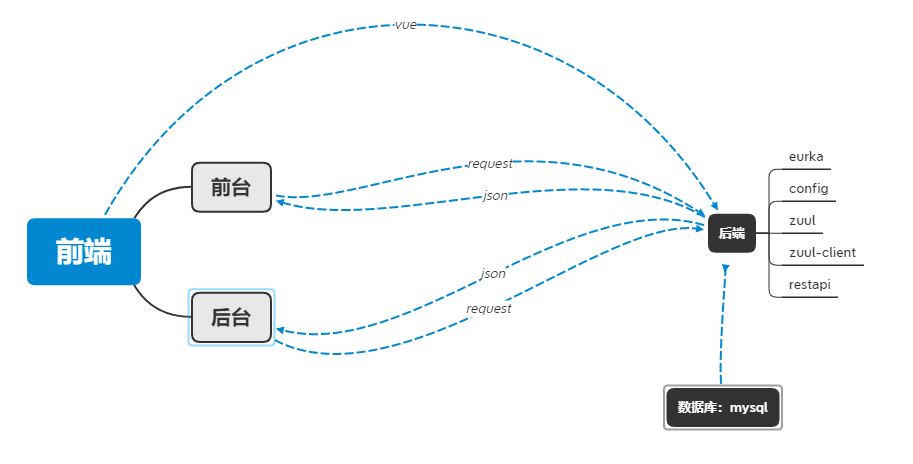 vue
eurka
request
前台
config
json
后端
zuul
前端
zuul-client
json
restapi
request
后台
数据库：mysql